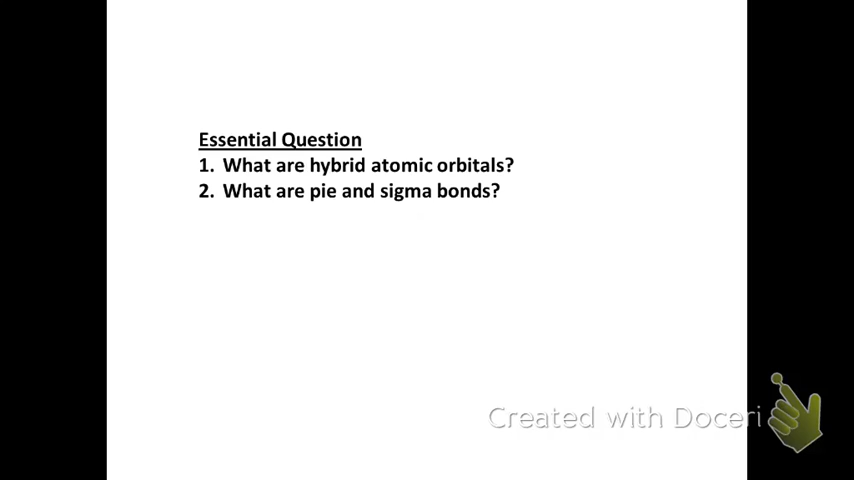 Essential Question
1. What are hybrid atomic orbitals?
2. What are pie and sigma bonds?
Created with Doceri